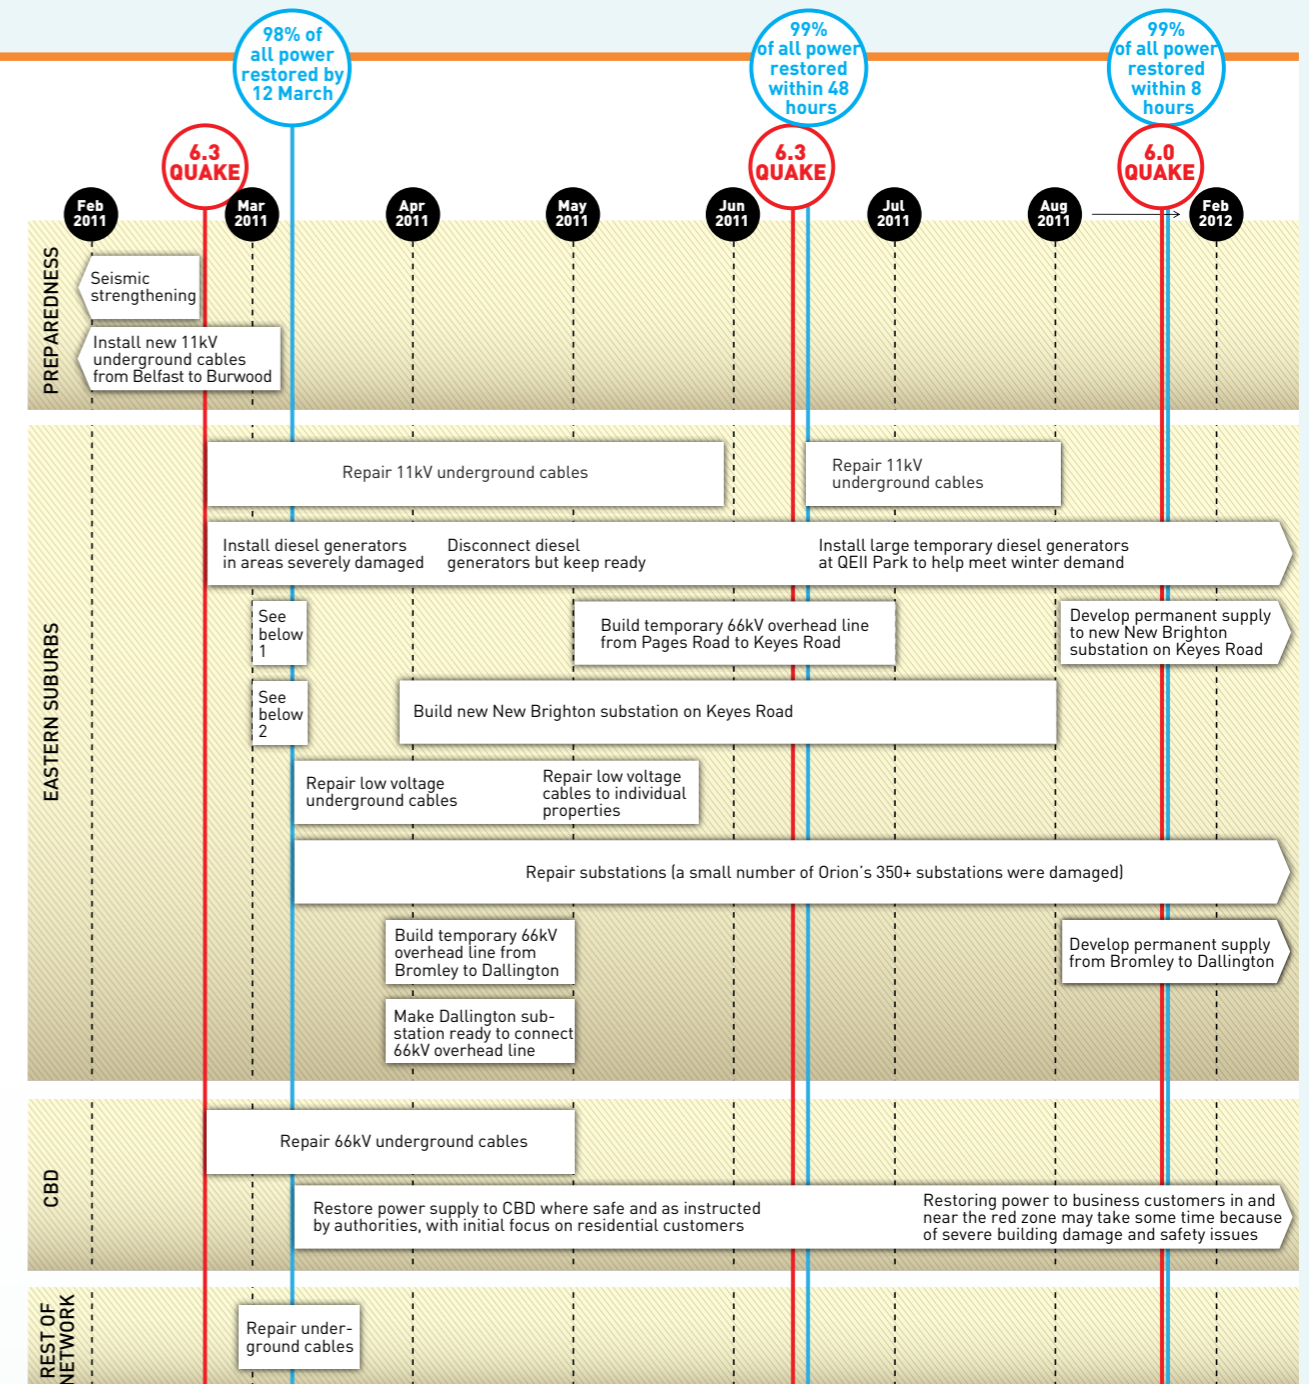 98% of
all power
restored by
12 March
99%
of all power
restored
within 48
hours
99%
of all power
restored
within 8
hours
6.3
QUAKE
6.3
QUAKE
6.0
QUAKE
Feb
2011
Mar
2011
Apr
2011
May
2011
Jun
2011
Jul
2011
Aug
2011
Feb
2012
PREPAREDNESS
Seismic
strengthening
Install new 11kV
underground cables
from Belfast to Burwood
EASTERN SUBURBS
Repair 11kV underground cables
Repair 11kV
underground cables
Install diesel generators
in areas severely damaged
Disconnect diesel
generators but keep ready
Install large temporary diesel generators
at QEII Park to help meet winter demand
See
below
1
Build temporary 66kV overhead line
from Pages Road to Keyes Road
Develop permanent supply
to new New Brighton
substation on Keyes Road
See
below
2
Build new New Brighton substation on Keyes Road
Repair low voltage
underground cables
Repair low voltage
cables to individual
properties
Repair substations (a small number of Orion's 350+ substations were damaged)
Build temporary 66kV
overhead line from
Bromley to Dallington
Develop permanent supply
from Bromley to Dallington
Make Dallington sub-
station ready to connect
66kV overhead line
CBD
Repair 66kV underground cables
Restore power supply to CBD where safe and as instructed
by authorities, with initial focus on residential customers
Restoring power to business customers in and
near the red zone may take some time because
of severe building damage and safety issues
REST OF
NETWORK
Repair under-
ground cables